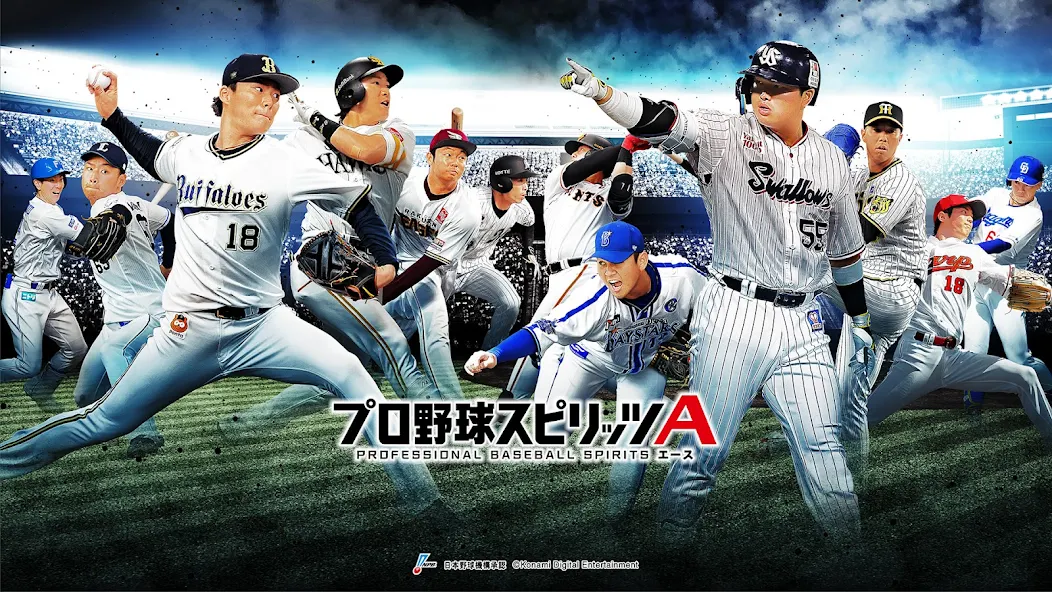 Buffaloes
18
Swallows
55
BAYSTARS
Carp
18
プロ野球スピリッツA
PROFESSIONAL BASEBALL SPIRITS エース
日本野球機構承認 ©Konami Digital Entertainment